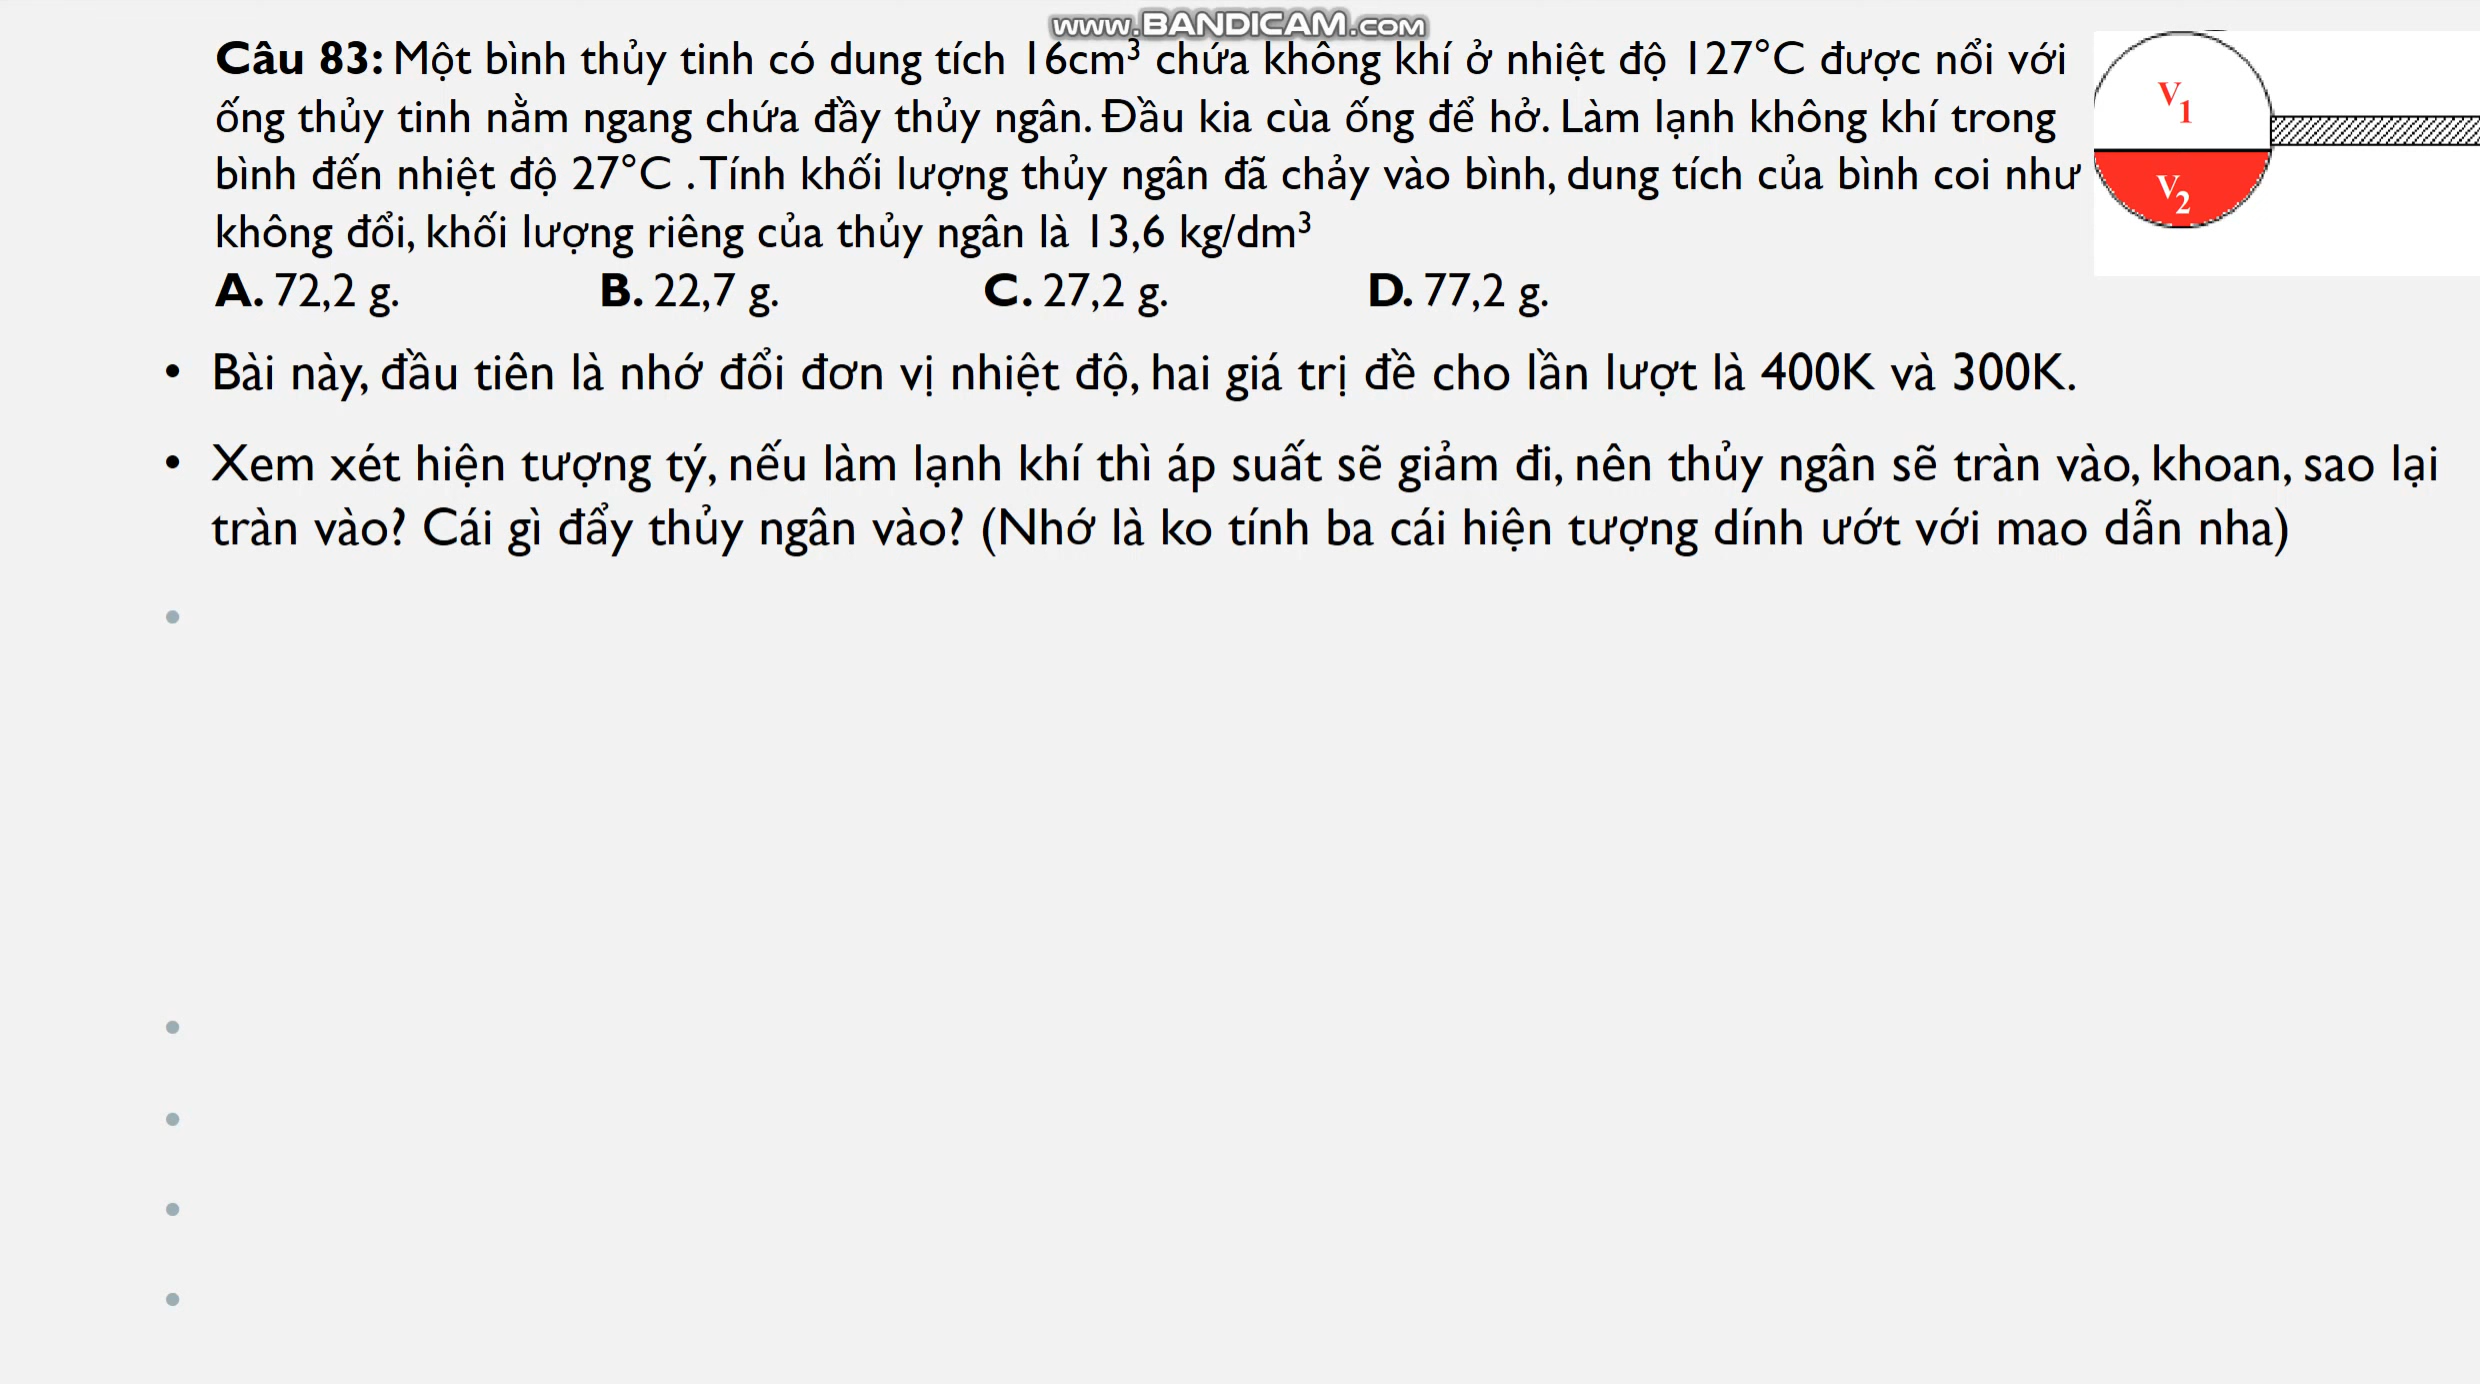 www.BANDICAM.com
Câu 83: Một bình thủy tinh có dung tích 16cm³ chứa không khí ở nhiệt độ 127°C được nổi với
ống thủy tinh nằm ngang chứa đầy thủy ngân. Đầu kia cùa ống để hở. Làm lạnh không khí trong
bình đến nhiệt độ 27°C . Tính khối lượng thủy ngân đã chảy vào bình, dung tích của bình coi như
không đổi, khối lượng riêng của thủy ngân là 13,6 kg/dm³
A. 72,2 g. B. 22,7 g. C. 27,2 g. D. 77,2 g.
V1
V2
• Bài này, đầu tiên là nhớ đổi đơn vị nhiệt độ, hai giá trị đề cho lần lượt là 400K và 300K.
• Xem xét hiện tượng tý, nếu làm lạnh khí thì áp suất sẽ giảm đi, nên thủy ngân sẽ tràn vào, khoan, sao lại
tràn vào? Cái gì đẩy thủy ngân vào? (Nhớ là ko tính ba cái hiện tượng dính ướt với mao dẫn nha)